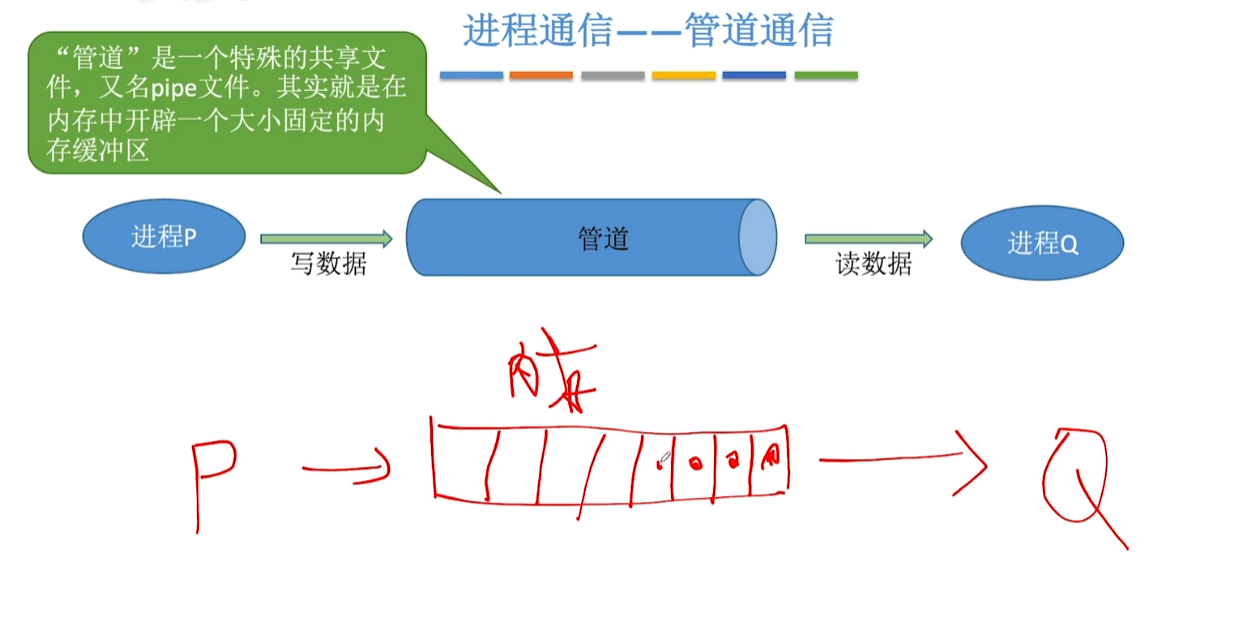 进程通信——管道通信
“管道”是一个特殊的共享文
件，又名pipe文件。其实就是在
内存中开辟一个大小固定的内
存缓冲区
进程P
写数据
管道
读数据
进程Q
内存
P
Q